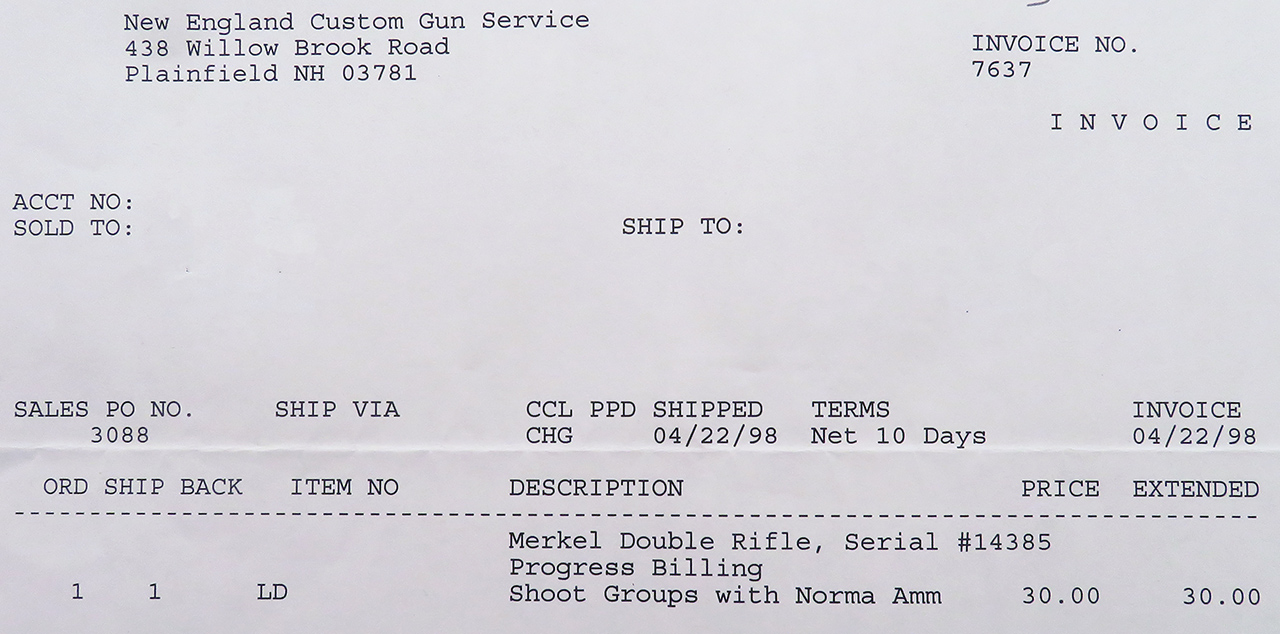 New England Custom Gun Service
438 Willow Brook Road
Plainfield NH 03781
INVOICE NO.
7637
I N V O I C E
ACCT NO:
SOLD TO:
SHIP TO:
SALES PO NO. SHIP VIA CCL PPD SHIPPED TERMS INVOICE
3088 CHG 04/22/98 Net 10 Days 04/22/98
ORD SHIP BACK ITEM NO DESCRIPTION PRICE EXTENDED
Merkel Double Rifle, Serial #14385
Progress Billing
1 1 LD Shoot Groups with Norma Amm 30.00 30.00